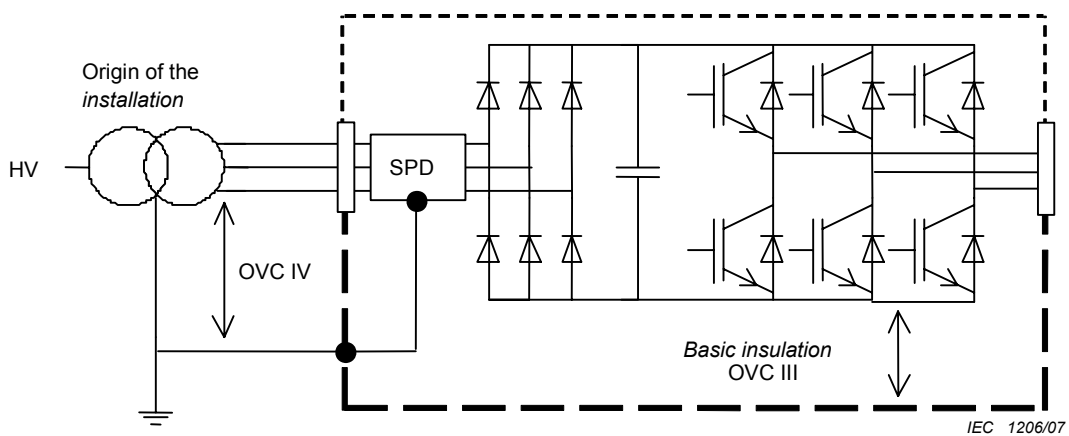 Origin of the
installation
HV
SPD
OVC IV
Basic insulation
OVC III
IEC 1206/07